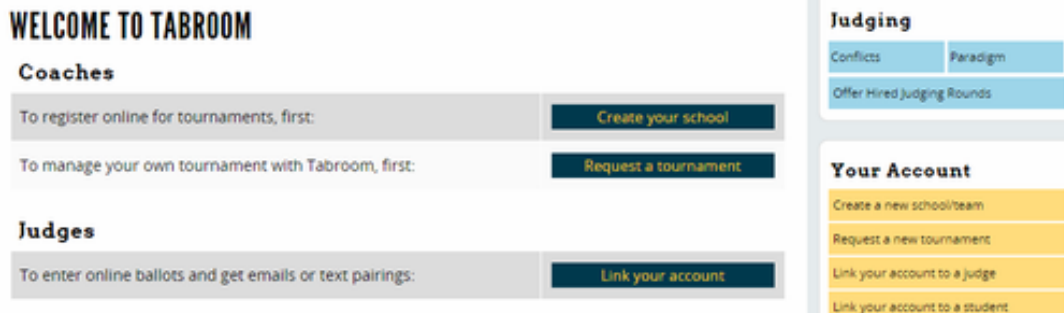 WELCOME TO TABROOM
Coaches
To register online for tournaments, first:
Create your school
To manage your own tournament with Tabroom, first:
Request a tournament
Judges
To enter online ballots and get emails or text pairings:
Link your account
Judging
Conflicts
Paradigm
Offer Hired Judging Rounds
Your Account
Create a new school/team
Request a new tournament
Link your account to a judge
Link your account to a student